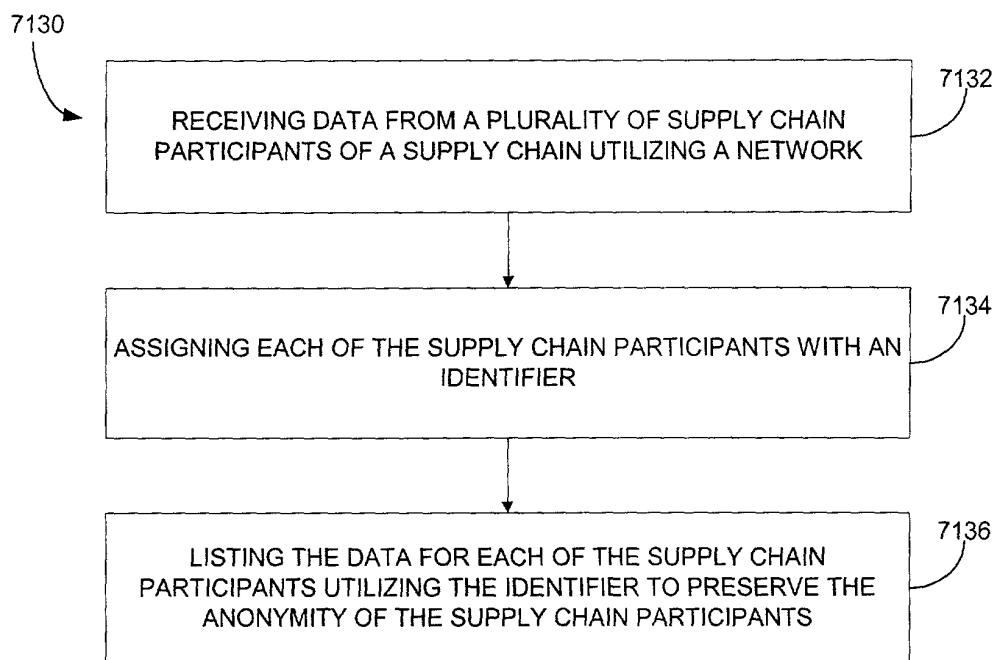 7130
7132
RECEIVING DATA FROM A PLURALITY OF SUPPLY CHAIN
PARTICIPANTS OF A SUPPLY CHAIN UTILIZING A NETWORK
7134
ASSIGNING EACH OF THE SUPPLY CHAIN PARTICIPANTS WITH AN
IDENTIFIER
7136
LISTING THE DATA FOR EACH OF THE SUPPLY CHAIN
PARTICIPANTS UTILIZING THE IDENTIFIER TO PRESERVE THE
ANONYMITY OF THE SUPPLY CHAIN PARTICIPANTS